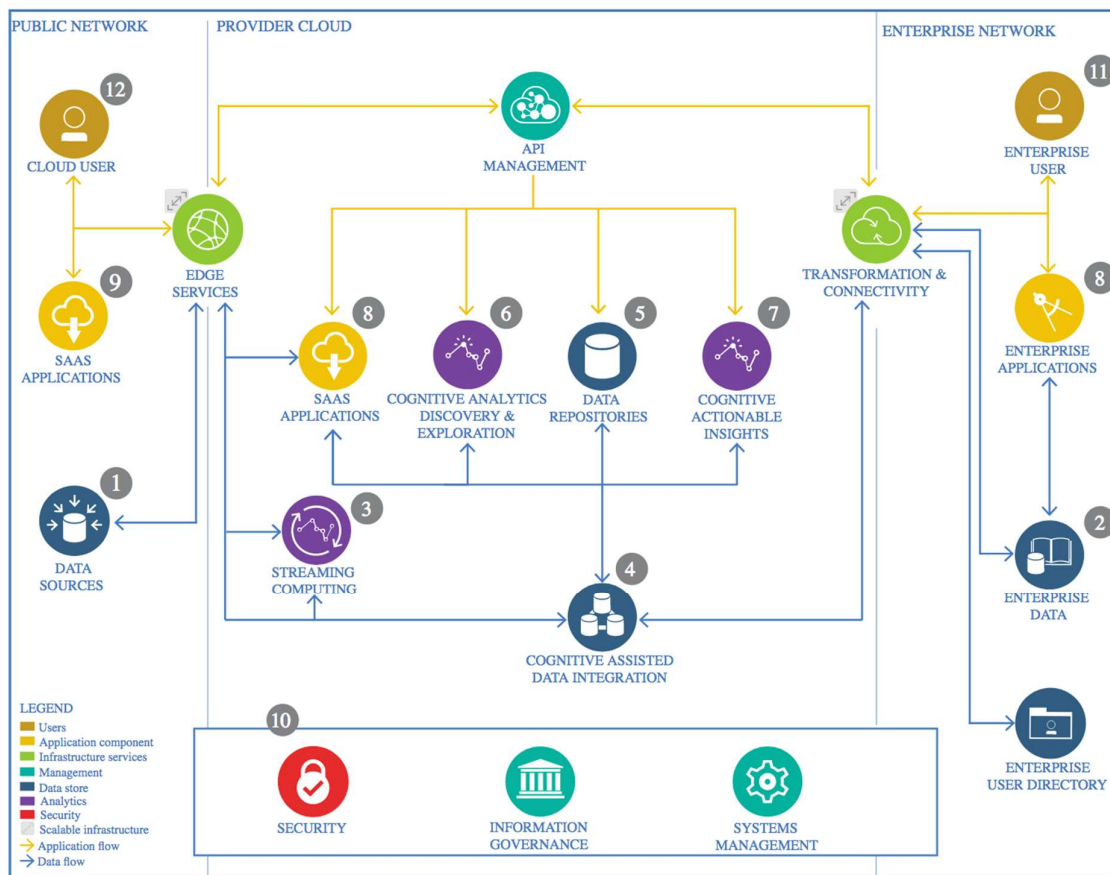 PUBLIC NETWORK
PROVIDER CLOUD
ENTERPRISE NETWORK
12
CLOUD USER
API
MANAGEMENT
11
ENTERPRISE
USER
EDGE
SERVICES
TRANSFORMATION &
CONNECTIVITY
9
SAAS
APPLICATIONS
8
SAAS
APPLICATIONS
6
COGNITIVE ANALYTICS
DISCOVERY &
EXPLORATION
5
DATA
REPOSITORIES
7
COGNITIVE
ACTIONABLE
INSIGHTS
8
ENTERPRISE
APPLICATIONS
1
DATA
SOURCES
3
STREAMING
COMPUTING
4
COGNITIVE ASSISTED
DATA INTEGRATION
2
ENTERPRISE
DATA
ENTERPRISE
USER DIRECTORY
LEGEND
Users
Application component
Infrastructure services
Management
Data store
Analytics
Security
Scalable infrastructure
Application flow
Data flow
10
SECURITY
INFORMATION
GOVERNANCE
SYSTEMS
MANAGEMENT